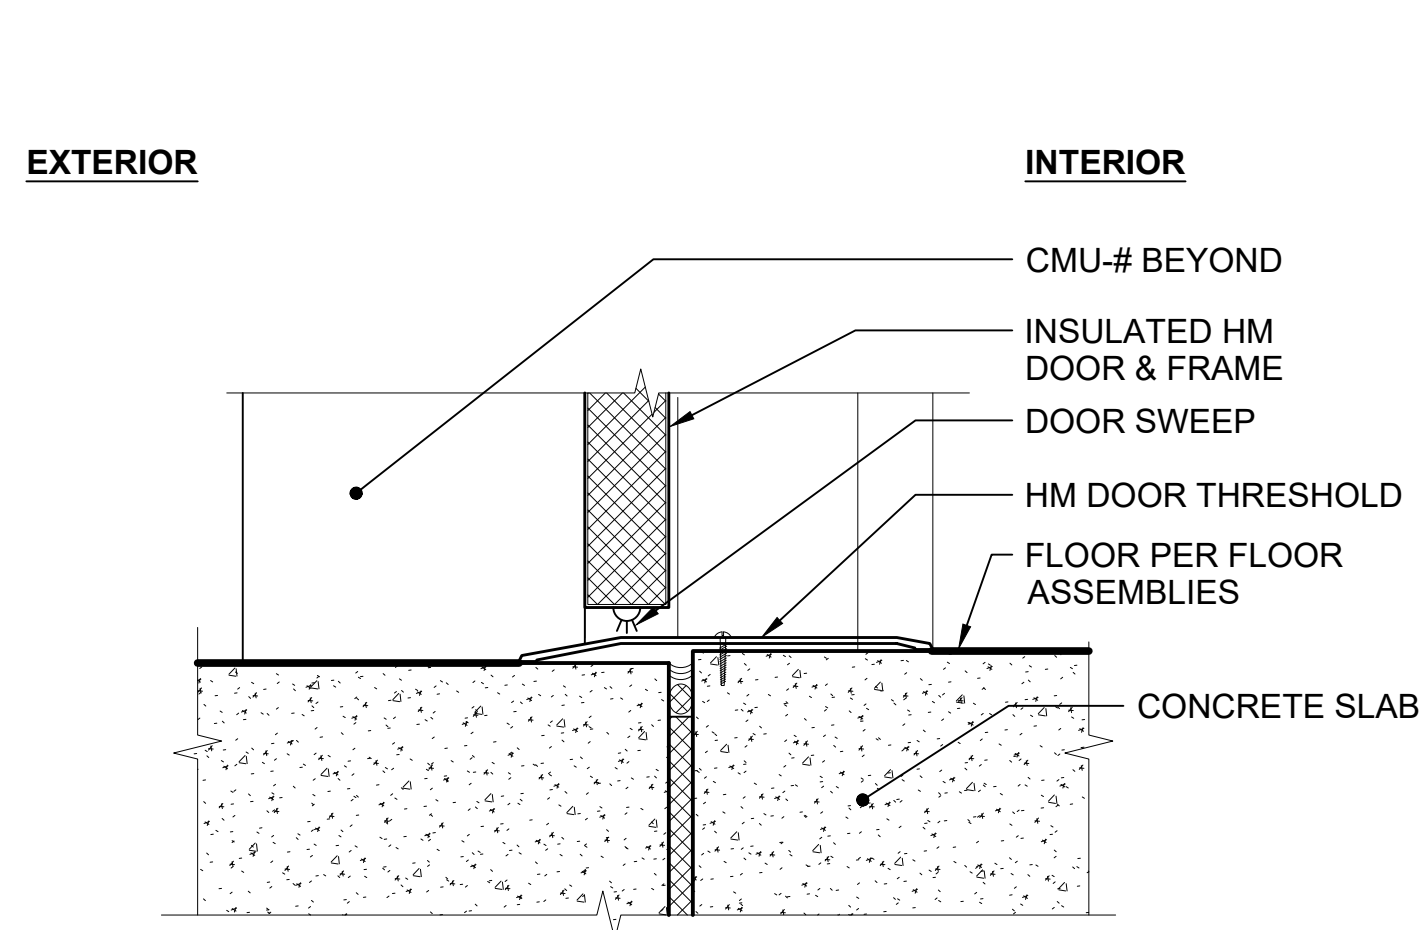 EXTERIOR
INTERIOR
CMU-# BEYOND
INSULATED HM
DOOR & FRAME
DOOR SWEEP
HM DOOR THRESHOLD
FLOOR PER FLOOR
ASSEMBLIES
CONCRETE SLAB